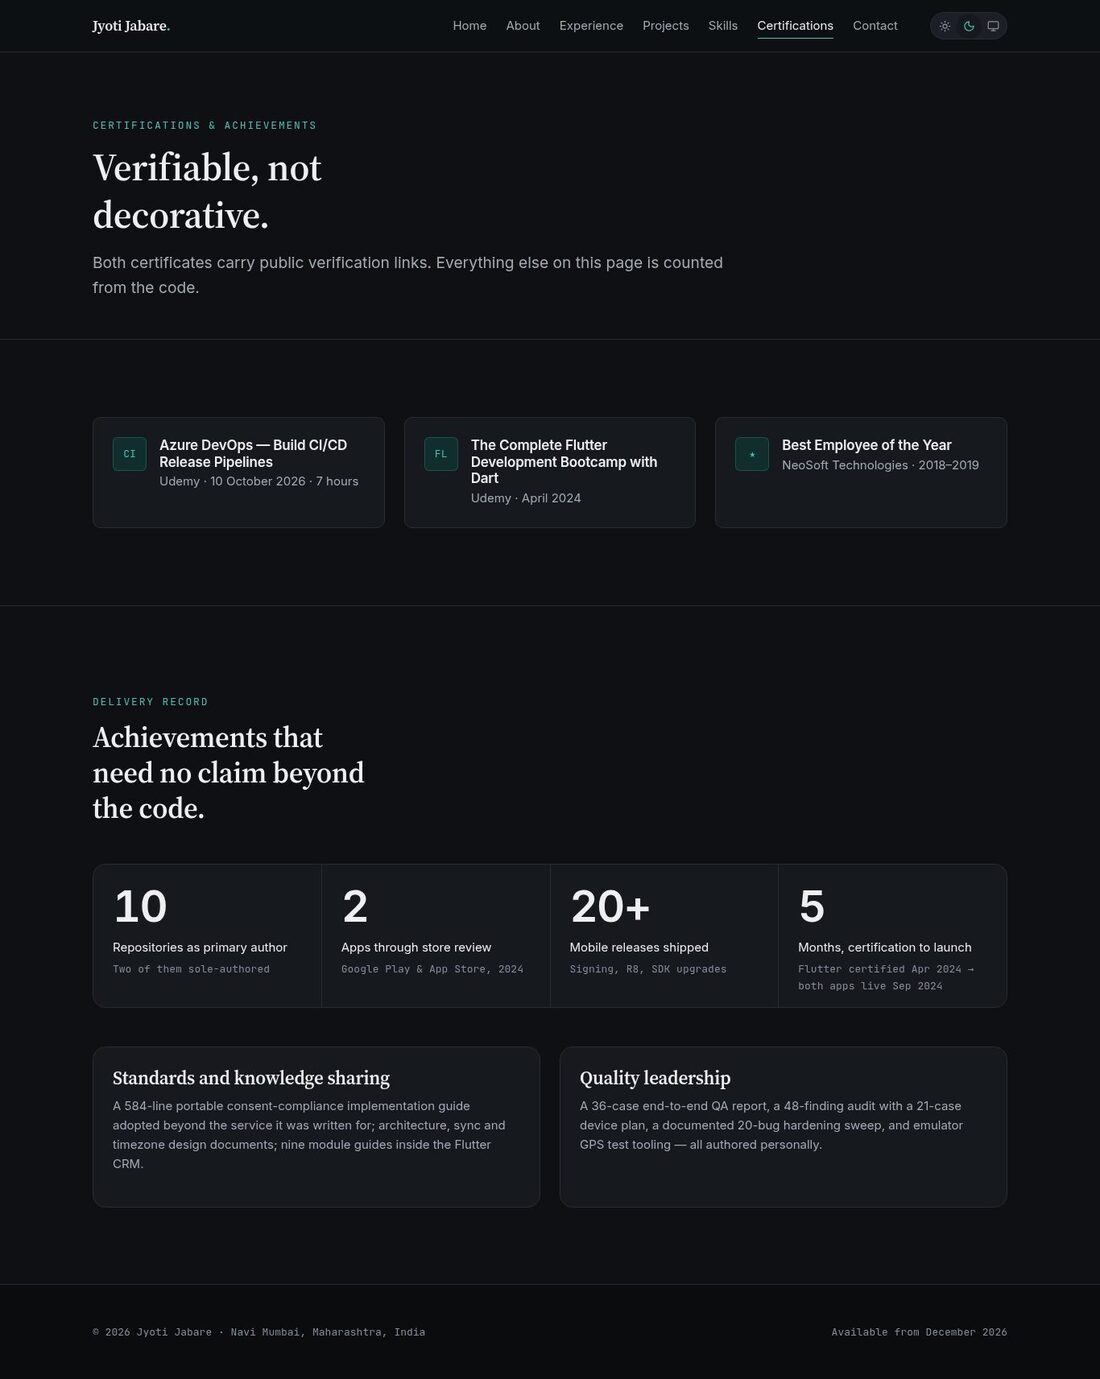 Jyoti Jabare.
Home About Experience Projects Skills Certifications Contact
CERTIFICATIONS & ACHIEVEMENTS
Verifiable, not
decorative.
Both certificates carry public verification links. Everything else on this page is counted
from the code.
CI
Azure DevOps — Build CI/CD
Release Pipelines
Udemy · 10 October 2026 · 7 hours
FL
The Complete Flutter
Development Bootcamp with
Dart
Udemy · April 2024
★
Best Employee of the Year
NeoSoft Technologies · 2018–2019
DELIVERY RECORD
Achievements that
need no claim beyond
the code.
10
Repositories as primary author
Two of them sole-authored
2
Apps through store review
Google Play & App Store, 2024
20+
Mobile releases shipped
Signing, R8, SDK upgrades
5
Months, certification to launch
Flutter certified Apr 2024 →
both apps live Sep 2024
Standards and knowledge sharing
A 584-line portable consent-compliance implementation guide
adopted beyond the service it was written for; architecture, sync and
timezone design documents; nine module guides inside the Flutter
CRM.
Quality leadership
A 36-case end-to-end QA report, a 48-finding audit with a 21-case
device plan, a documented 20-bug hardening sweep, and emulator
GPS test tooling — all authored personally.
© 2026 Jyoti Jabare · Navi Mumbai, Maharashtra, India
Available from December 2026